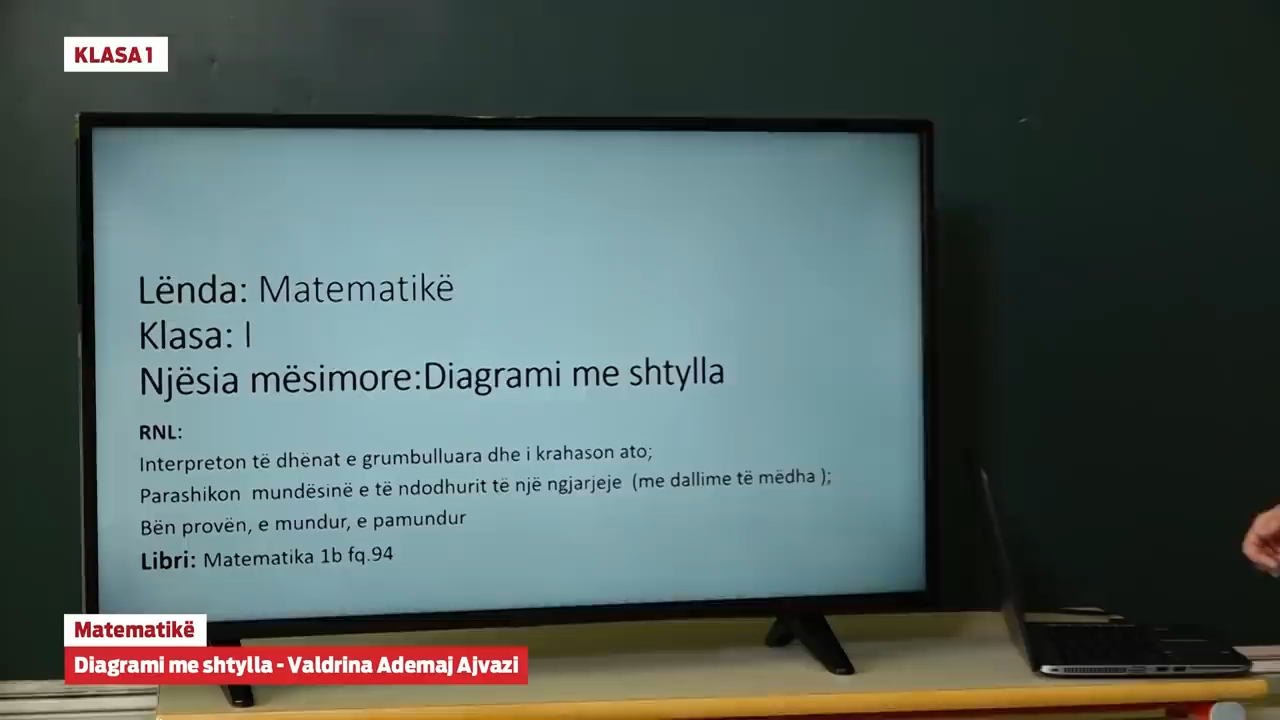 KLASA 1
Lënda: Matematikë
Klasa: I
Njësia mësimore:Diagrami me shtylla
RNL:
Interpreton të dhënat e grumbulluara dhe i krahason ato;
Parashikon mundësinë e të ndodhurit të një ngjarjeje (me dallime të mëdha );
Bën provën, e mundur, e pamundur
Libri: Matematika 1b fq.94
Matematikë
Diagrami me shtylla - Valdrina Ademaj Ajvazi